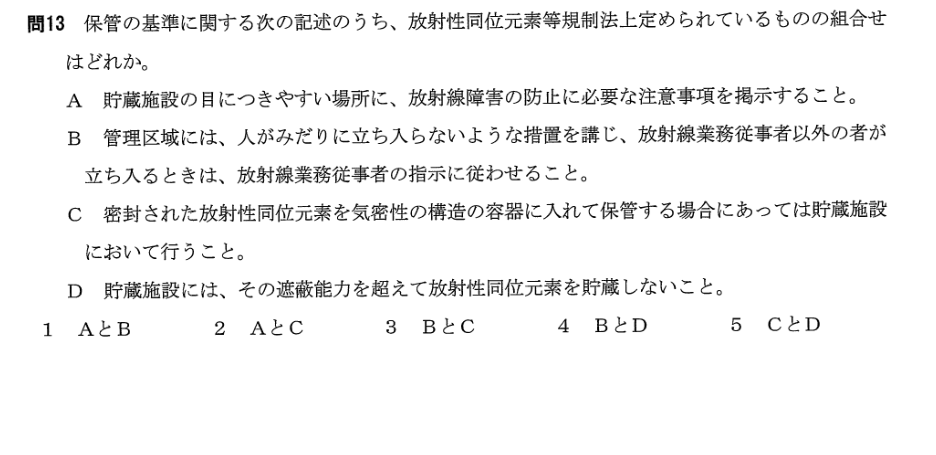 問13　保管の基準に関する次の記述のうち、放射性同位元素等規制法上定められているものの組合せ
はどれか。
A　貯蔵施設の目につきやすい場所に、放射線障害の防止に必要な注意事項を掲示すること。
B　管理区域には、人がみだりに立ち入らないような措置を講じ、放射線業務従事者以外の者が
立ち入るときは、放射線業務従事者の指示に従わせること。
C　密封された放射性同位元素を気密性の構造の容器に入れて保管する場合にあっては貯蔵施設
において行うこと。
D　貯蔵施設には、その遮蔽能力を超えて放射性同位元素を貯蔵しないこと。
1　AとB　　2　AとC　　3　BとC　　4　BとD　　5　CとD